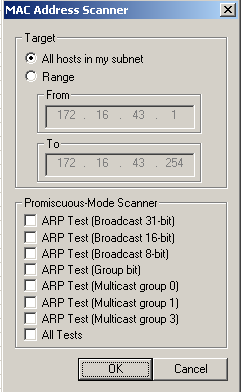 MAC Address Scanner
Target
All hosts in my subnet
Range
From
172 . 16 . 43 . 1
To
172 . 16 . 43 . 254
Promiscuous-Mode Scanner
ARP Test (Broadcast 31-bit)
ARP Test (Broadcast 16-bit)
ARP Test (Broadcast 8-bit)
ARP Test (Group bit)
ARP Test (Multicast group 0)
ARP Test (Multicast group 1)
ARP Test (Multicast group 3)
All Tests
OK Cancel